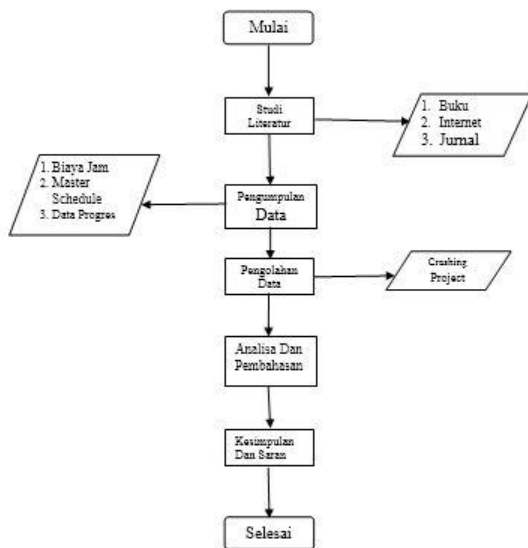 Mulai
Studi
Literatur
1. Buku
2. Internet
3. Jurnal
1. Biaya Jam
2. Master
Schedule
3. Data Progres
Pengumpulan
Data
Pengolahan
Data
Crashing
Project
Analisa Dan
Pembahasan
Kesimpulan
Dan Saran
Selesai